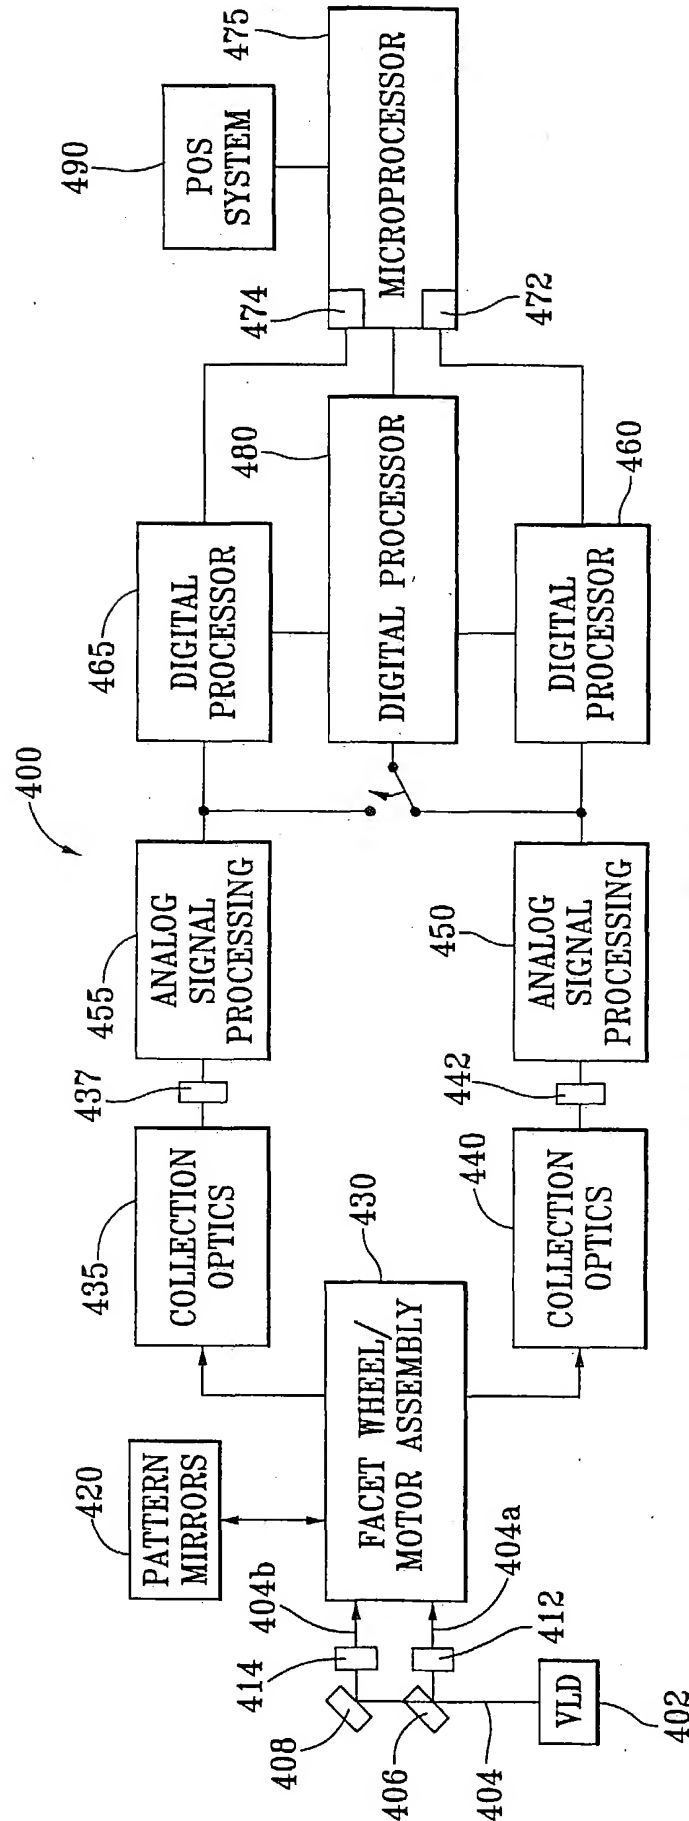 400
490
POS
SYSTEM
475
MICROPROCESSOR
474
472
465
DIGITAL
PROCESSOR
480
DIGITAL PROCESSOR
460
DIGITAL
PROCESSOR
455
ANALOG
SIGNAL
PROCESSING
450
ANALOG
SIGNAL
PROCESSING
437
442
435
COLLECTION
OPTICS
440
COLLECTION
OPTICS
430
FACET WHEEL/
MOTOR ASSEMBLY
420
PATTERN
MIRRORS
404b
404a
414
412
408
406
404
VLD
402